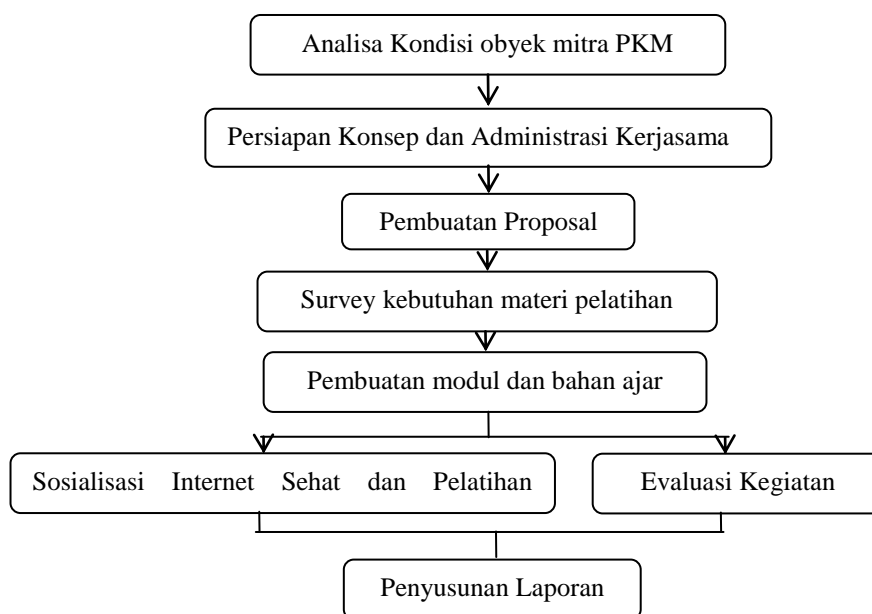 Analisa Kondisi obyek mitra PKM
Persiapan Konsep dan Administrasi Kerjasama
Pembuatan Proposal
Survey kebutuhan materi pelatihan
Pembuatan modul dan bahan ajar
Sosialisasi Internet Sehat dan Pelatihan
Evaluasi Kegiatan
Penyusunan Laporan